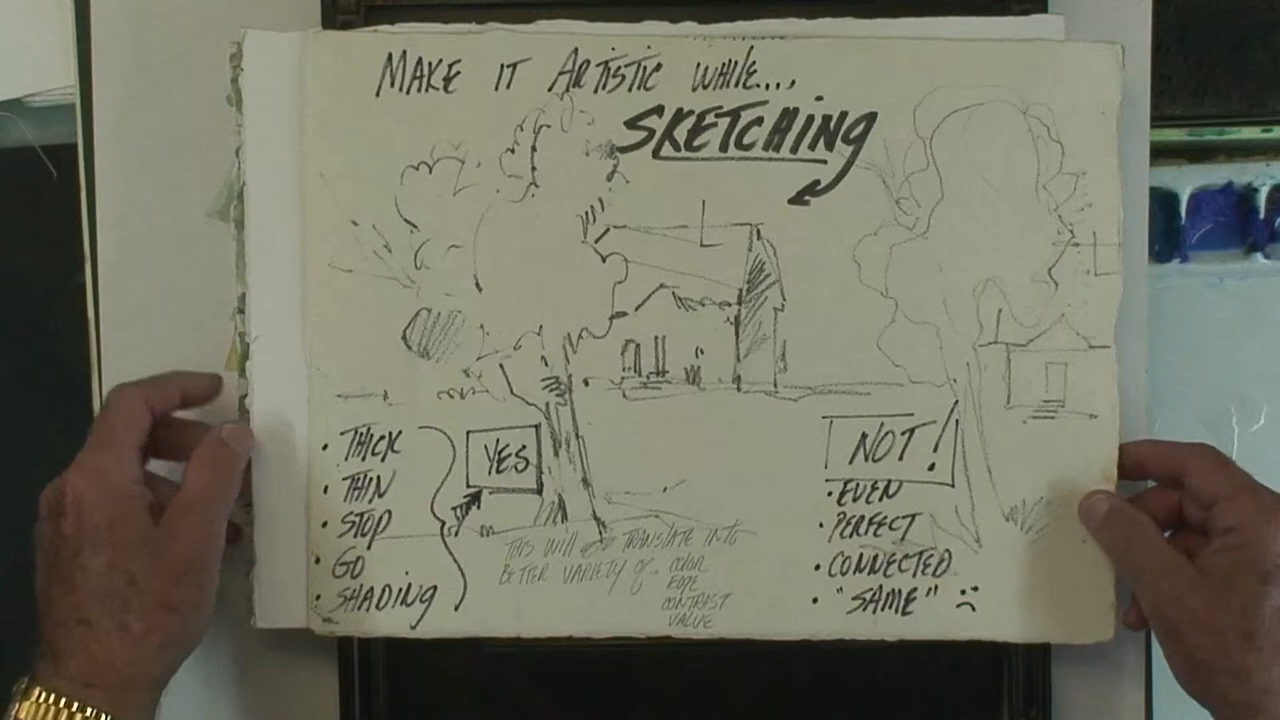 MAKE IT ARTISTIC WHILE...
SKETCHING
• THICK
• THIN
• STOP
• GO
• SHADING
YES
THIS WILL TRANSLATE INTO
BETTER VARIETY OF... COLOR
EDGE
CONTRAST
VALUE
NOT!
• EVEN
• PERFECT
• CONNECTED
• "SAME" :(